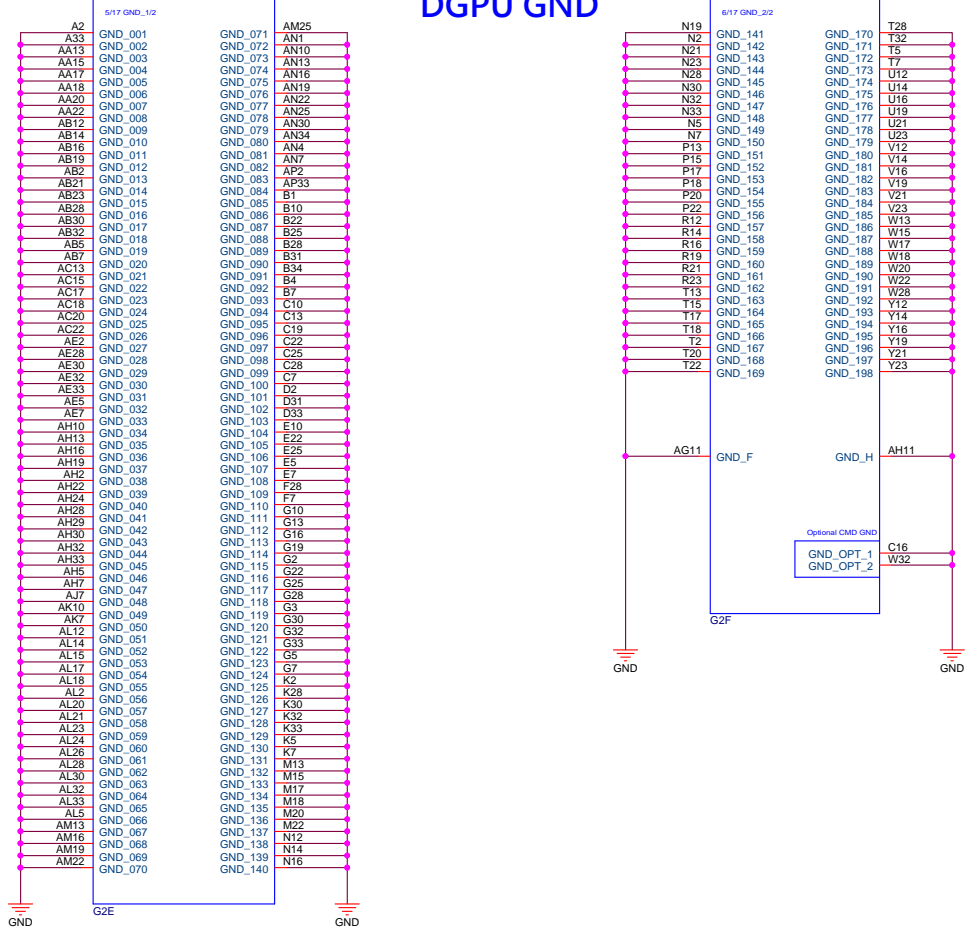 DGPU GND
5/17 GND_1/2
A2 GND_001 GND_071 AM25
A33 GND_002 GND_072 AN1
AA13 GND_003 GND_073 AN10
AA15 GND_004 GND_074 AN13
AA17 GND_005 GND_075 AN16
AA18 GND_006 GND_076 AN19
AA20 GND_007 GND_077 AN22
AA22 GND_008 GND_078 AN25
AB12 GND_009 GND_079 AN30
AB14 GND_010 GND_080 AN34
AB16 GND_011 GND_081 AN4
AB19 GND_012 GND_082 AN7
AB2 GND_013 GND_083 AP2
AB21 GND_014 GND_084 AP33
AB23 GND_015 GND_085 B1
AB28 GND_016 GND_086 B10
AB30 GND_017 GND_087 B22
AB32 GND_018 GND_088 B25
AB5 GND_019 GND_089 B28
AB7 GND_020 GND_090 B31
AC13 GND_021 GND_091 B34
AC15 GND_022 GND_092 B4
AC17 GND_023 GND_093 B7
AC18 GND_024 GND_094 C10
AC20 GND_025 GND_095 C13
AC22 GND_026 GND_096 C19
AE2 GND_027 GND_097 C22
AE28 GND_028 GND_098 C25
AE30 GND_029 GND_099 C28
AE32 GND_030 GND_100 C7
AE33 GND_031 GND_101 D2
AE5 GND_032 GND_102 D31
AE7 GND_033 GND_103 D33
AH10 GND_034 GND_104 E10
AH13 GND_035 GND_105 E22
AH16 GND_036 GND_106 E25
AH19 GND_037 GND_107 E5
AH2 GND_038 GND_108 E7
AH22 GND_039 GND_109 F28
AH24 GND_040 GND_110 F7
AH28 GND_041 GND_111 G10
AH29 GND_042 GND_112 G13
AH30 GND_043 GND_113 G16
AH32 GND_044 GND_114 G19
AH33 GND_045 GND_115 G2
AH5 GND_046 GND_116 G22
AH7 GND_047 GND_117 G25
AJ7 GND_048 GND_118 G28
AK10 GND_049 GND_119 G3
AK7 GND_050 GND_120 G30
AL12 GND_051 GND_121 G32
AL14 GND_052 GND_122 G33
AL15 GND_053 GND_123 G5
AL17 GND_054 GND_124 G7
AL18 GND_055 GND_125 K2
AL2 GND_056 GND_126 K28
AL20 GND_057 GND_127 K30
AL21 GND_058 GND_128 K32
AL23 GND_059 GND_129 K33
AL24 GND_060 GND_130 K5
AL26 GND_061 GND_131 K7
AL28 GND_062 GND_132 M13
AL30 GND_063 GND_133 M15
AL32 GND_064 GND_134 M17
AL33 GND_065 GND_135 M18
AL5 GND_066 GND_136 M20
AM13 GND_067 GND_137 M22
AM16 GND_068 GND_138 N12
AM19 GND_069 GND_139 N14
AM22 GND_070 GND_140 N16
G2E
GND GND
6/17 GND_2/2
N19 GND_141 GND_170 T28
N2 GND_142 GND_171 T32
N21 GND_143 GND_172 T5
N23 GND_144 GND_173 T7
N28 GND_145 GND_174 U12
N30 GND_146 GND_175 U14
N32 GND_147 GND_176 U16
N33 GND_148 GND_177 U19
N5 GND_149 GND_178 U21
N7 GND_150 GND_179 U23
P13 GND_151 GND_180 V12
P15 GND_152 GND_181 V14
P17 GND_153 GND_182 V16
P18 GND_154 GND_183 V19
P20 GND_155 GND_184 V21
P22 GND_156 GND_185 V23
R12 GND_157 GND_186 W13
R14 GND_158 GND_187 W15
R16 GND_159 GND_188 W17
R19 GND_160 GND_189 W18
R21 GND_161 GND_190 W20
R23 GND_162 GND_191 W22
T13 GND_163 GND_192 W28
T15 GND_164 GND_193 Y12
T17 GND_165 GND_194 Y14
T18 GND_166 GND_195 Y16
T2 GND_167 GND_196 Y19
T20 GND_168 GND_197 Y21
T22 GND_169 GND_198 Y23
AG11 GND_F GND_H AH11
Optional CMD GND
GND_OPT_1 C16
GND_OPT_2 W32
G2F
GND GND